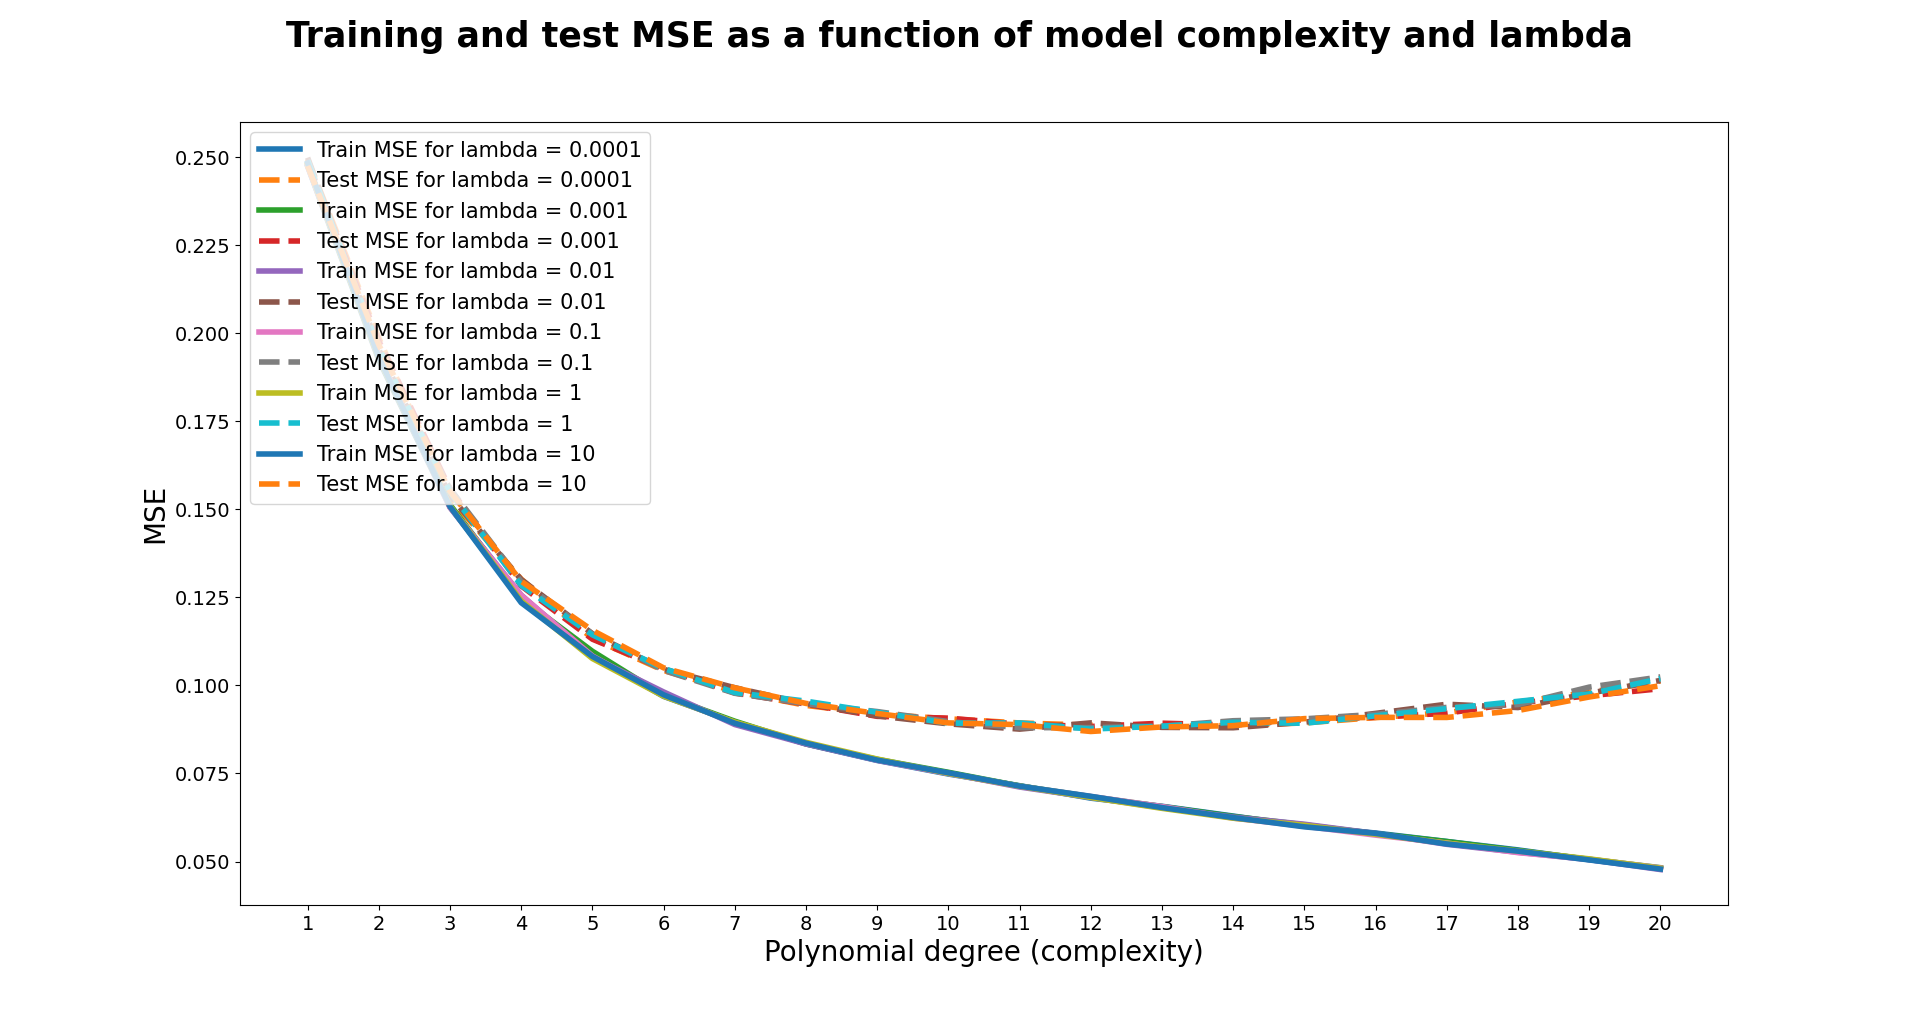 Training and test MSE as a function of model complexity and lambda
Train MSE for lambda = 0.0001
Test MSE for lambda = 0.0001
Train MSE for lambda = 0.001
Test MSE for lambda = 0.001
Train MSE for lambda = 0.01
Test MSE for lambda = 0.01
Train MSE for lambda = 0.1
Test MSE for lambda = 0.1
Train MSE for lambda = 1
Test MSE for lambda = 1
Train MSE for lambda = 10
Test MSE for lambda = 10
0.250
0.225
0.200
0.175
0.150
0.125
0.100
0.075
0.050
MSE
1 2 3 4 5 6 7 8 9 10 11 12 13 14 15 16 17 18 19 20
Polynomial degree (complexity)